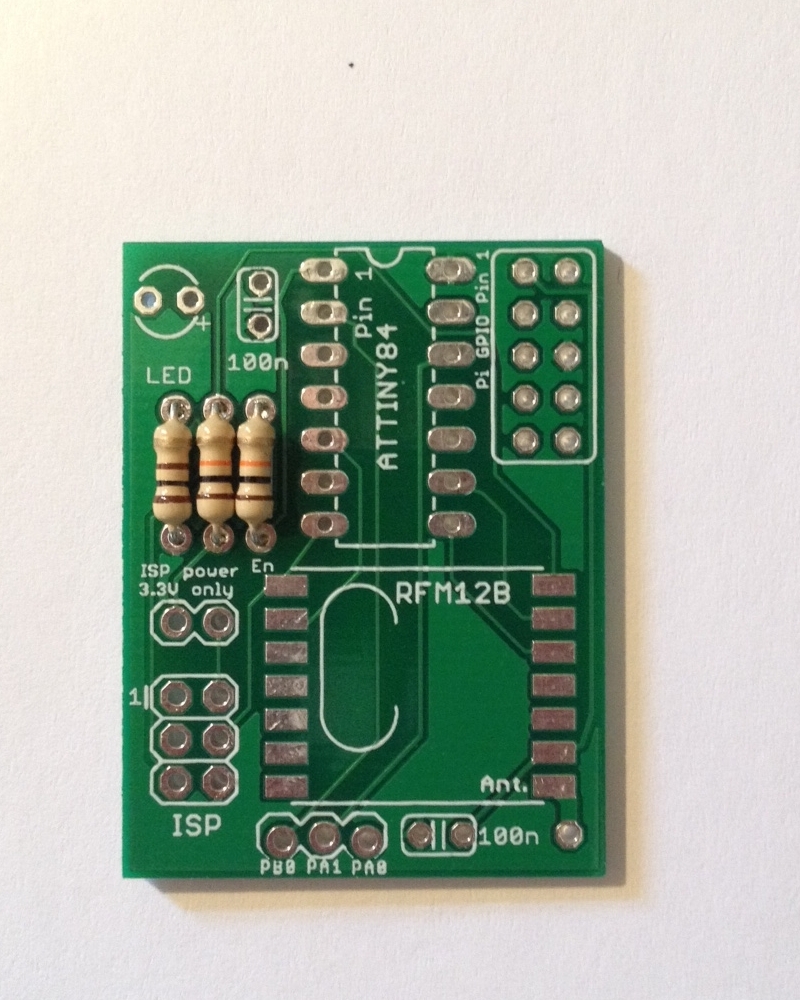 LED
+
100n
Pin 1
ATTINY84
Pi GPIO Pin 1
ISP power
3.3V only
En
RFM12B
1
Ant.
ISP
100n
PB0 PA1 PA0